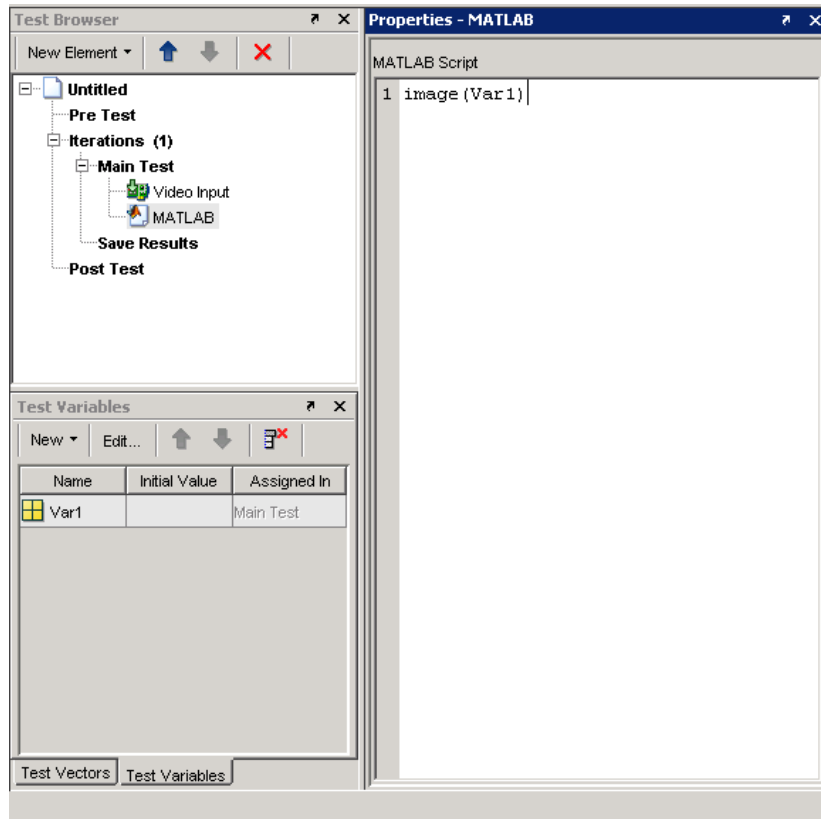 Test Browser
New Element
Untitled
Pre Test
Iterations (1)
Main Test
Video Input
MATLAB
Save Results
Post Test
Test Variables
New Edit...
Name Initial Value Assigned In
Var1 Main Test
Test Vectors Test Variables
Properties - MATLAB
MATLAB Script
1 image(Var1)